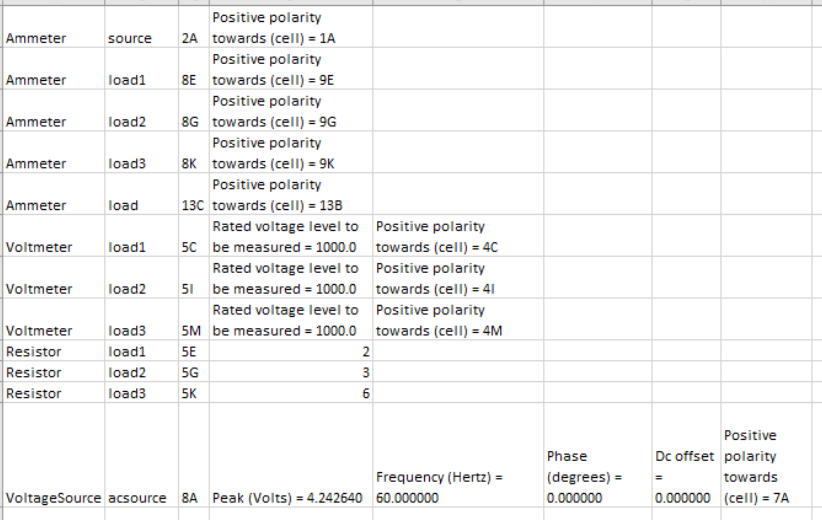 Positive polarity
Ammeter source 2A towards (cell) = 1A
Positive polarity
Ammeter load1 8E towards (cell) = 9E
Positive polarity
Ammeter load2 8G towards (cell) = 9G
Positive polarity
Ammeter load3 8K towards (cell) = 9K
Positive polarity
Ammeter load 13C towards (cell) = 13B
Rated voltage level to Positive polarity
Voltmeter load1 5C be measured = 1000.0 towards (cell) = 4C
Rated voltage level to Positive polarity
Voltmeter load2 5I be measured = 1000.0 towards (cell) = 4I
Rated voltage level to Positive polarity
Voltmeter load3 5M be measured = 1000.0 towards (cell) = 4M
Resistor load1 5E 2
Resistor load2 5G 3
Resistor load3 5K 6
Positive
Phase Dc offset polarity
Frequency (Hertz) = (degrees) = = towards
VoltageSource acsource 8A Peak (Volts) = 4.242640 60.000000 0.000000 0.000000 (cell) = 7A